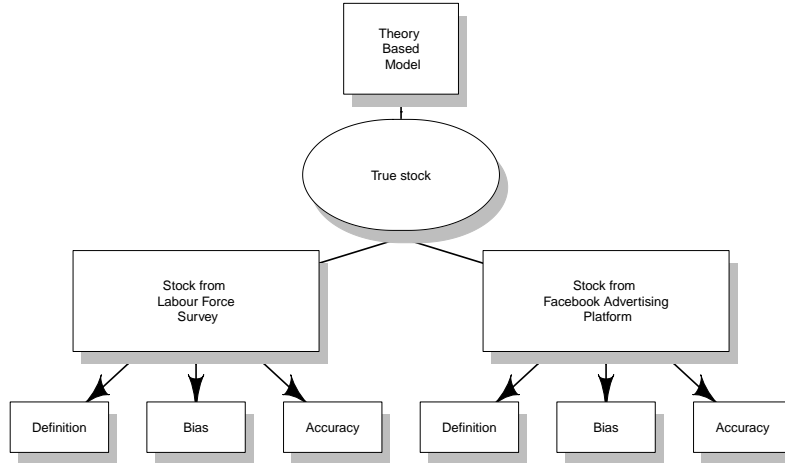 Theory
Based
Model
True stock
Stock from
Labour Force
Survey
Stock from
Facebook Advertising
Platform
Definition
Bias
Accuracy
Definition
Bias
Accuracy